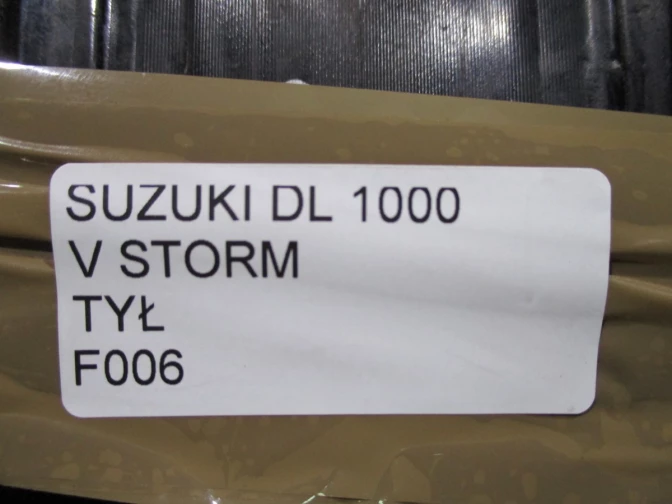 SUZUKI DL 1000
V STORM
TYŁ
F006